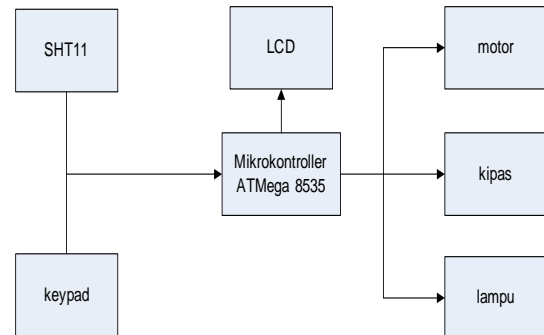 SHT11
LCD
motor
Mikrokontroller
ATMega 8535
kipas
keypad
lampu